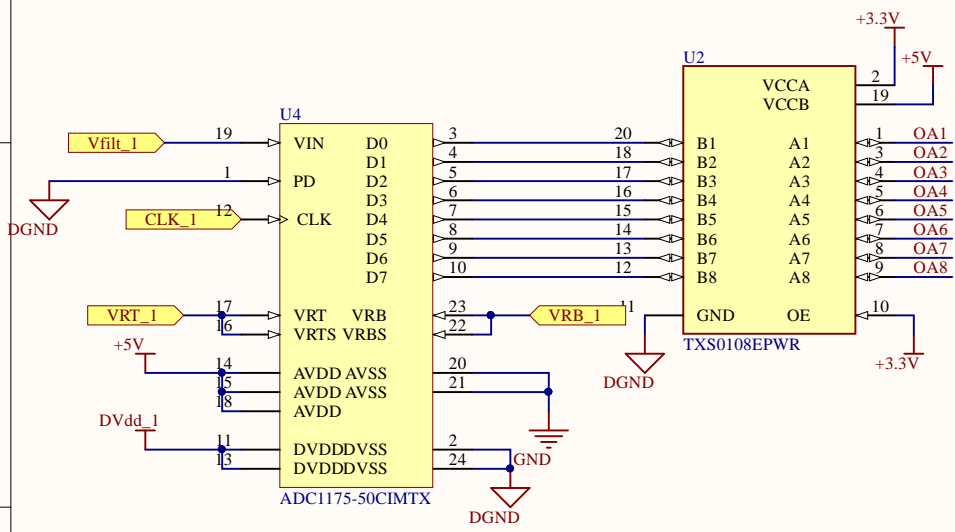 +3.3V
+5V
U2
VCCA 2
VCCB 19
U4
Vfilt_1 19 VIN D0 3 20 B1 A1 1 OA1
D1 4 18 B2 A2 3 OA2
DGND 1 PD D2 5 17 B3 A3 4 OA3
D3 6 16 B4 A4 5 OA4
CLK_1 12 CLK D4 7 15 B5 A5 6 OA5
D5 8 14 B6 A6 7 OA6
D6 9 13 B7 A7 8 OA7
D7 10 12 B8 A8 9 OA8
VRT_1 17 VRT VRB 23 VRB_1 11 GND OE 10
16 VRTS VRBS 22
TXS0108EPWR
DGND
+3.3V
+5V 14 AVDD AVSS 20
15 AVDD AVSS 21
18 AVDD
GND
DVdd_1 11 DVDD DVSS 2
13 DVDD DVSS 24
ADC1175-50CIMTX
DGND